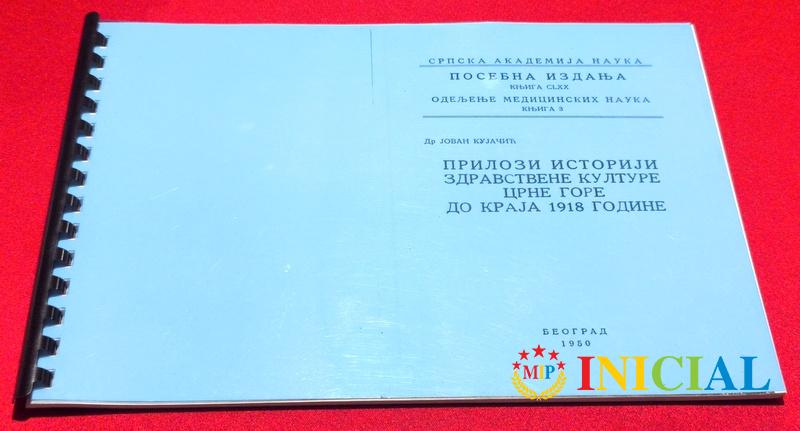 СРПСКА АКАДЕМИЈА НАУКА
ПОСЕБНА ИЗДАЊА
КЊИГА CLXX
ОДЕЉЕЊЕ МЕДИЦИНСКИХ НАУКА
КЊИГА 3
Др ЈОВАН КУЈАЧИЋ
ПРИЛОЗИ ИСТОРИЈИ
ЗДРАВСТВЕНЕ КУЛТУРЕ
ЦРНЕ ГОРЕ
ДО КРАЈА 1918 ГОДИНЕ
БЕОГРАД
1950
MIP INICIAL